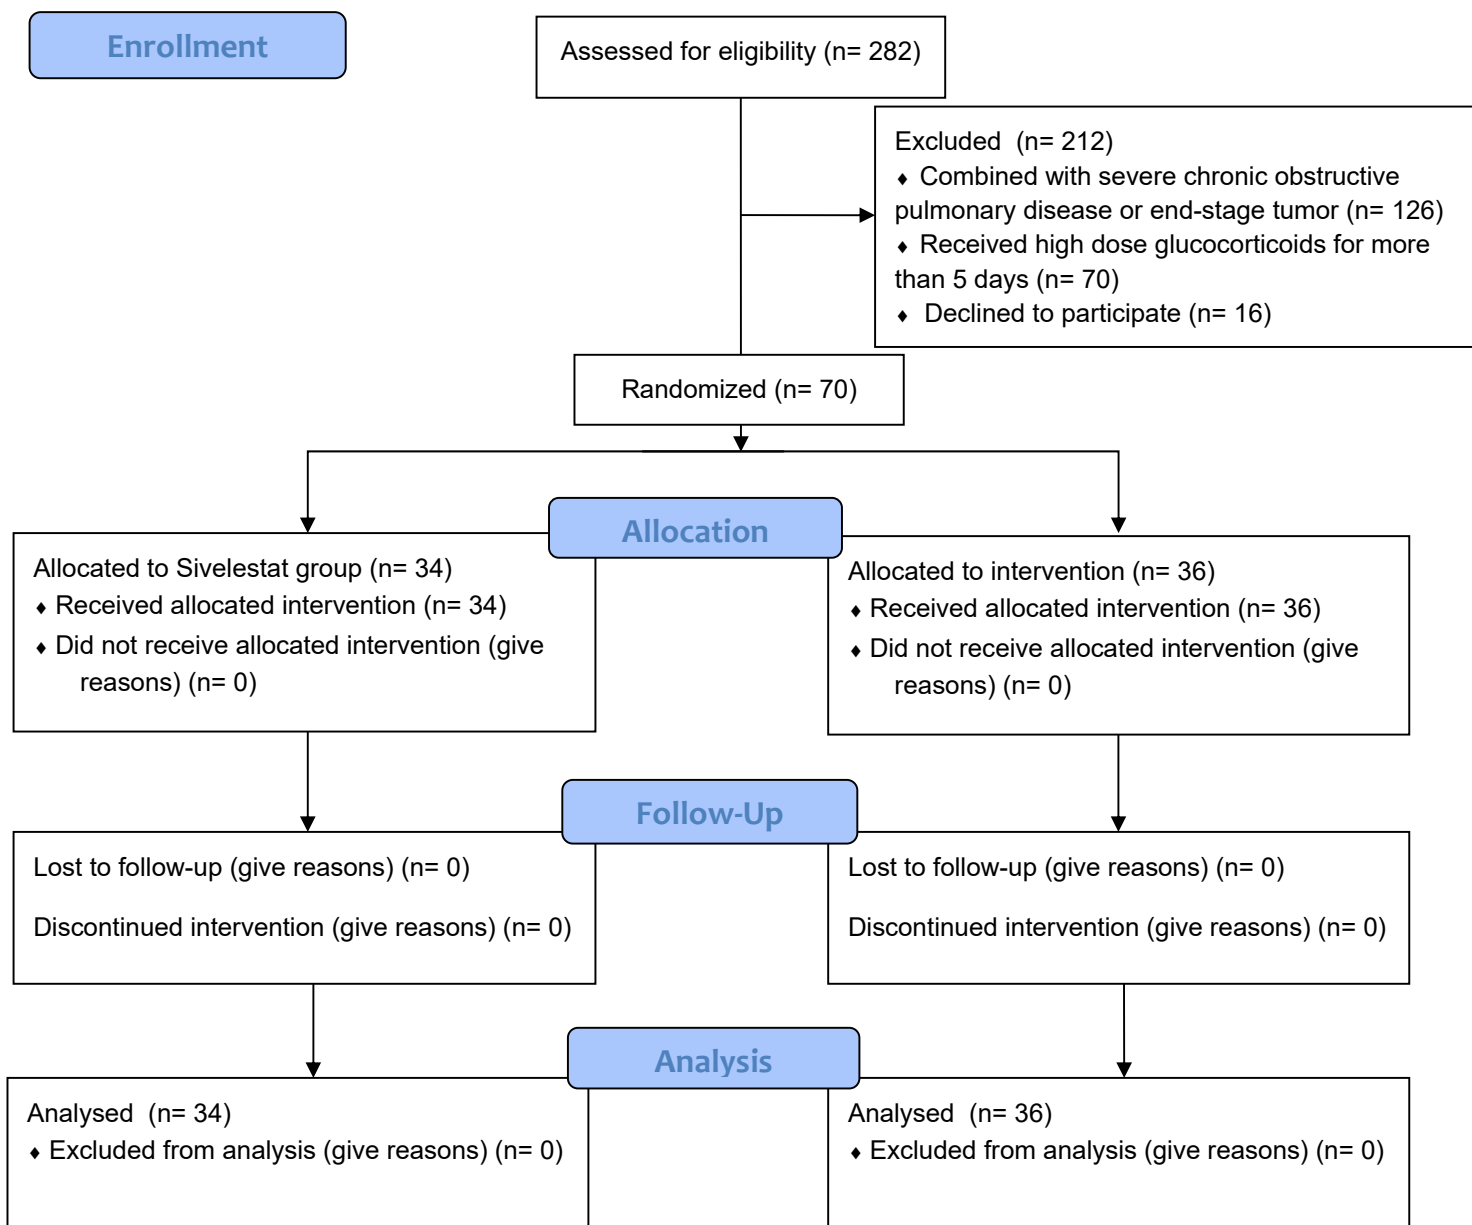 Enrollment
Assessed for eligibility (n= 282)
Excluded (n= 212)
♦ Combined with severe chronic obstructive
pulmonary disease or end-stage tumor (n= 126)
♦ Received high dose glucocorticoids for more
than 5 days (n= 70)
♦ Declined to participate (n= 16)
Randomized (n= 70)
Allocation
Allocated to Sivelestat group (n= 34)
♦ Received allocated intervention (n= 34)
♦ Did not receive allocated intervention (give
reasons) (n= 0)
Allocated to intervention (n= 36)
♦ Received allocated intervention (n= 36)
♦ Did not receive allocated intervention (give
reasons) (n= 0)
Follow-Up
Lost to follow-up (give reasons) (n= 0)
Discontinued intervention (give reasons) (n= 0)
Lost to follow-up (give reasons) (n= 0)
Discontinued intervention (give reasons) (n= 0)
Analysis
Analysed (n= 34)
♦ Excluded from analysis (give reasons) (n= 0)
Analysed (n= 36)
♦ Excluded from analysis (give reasons) (n= 0)